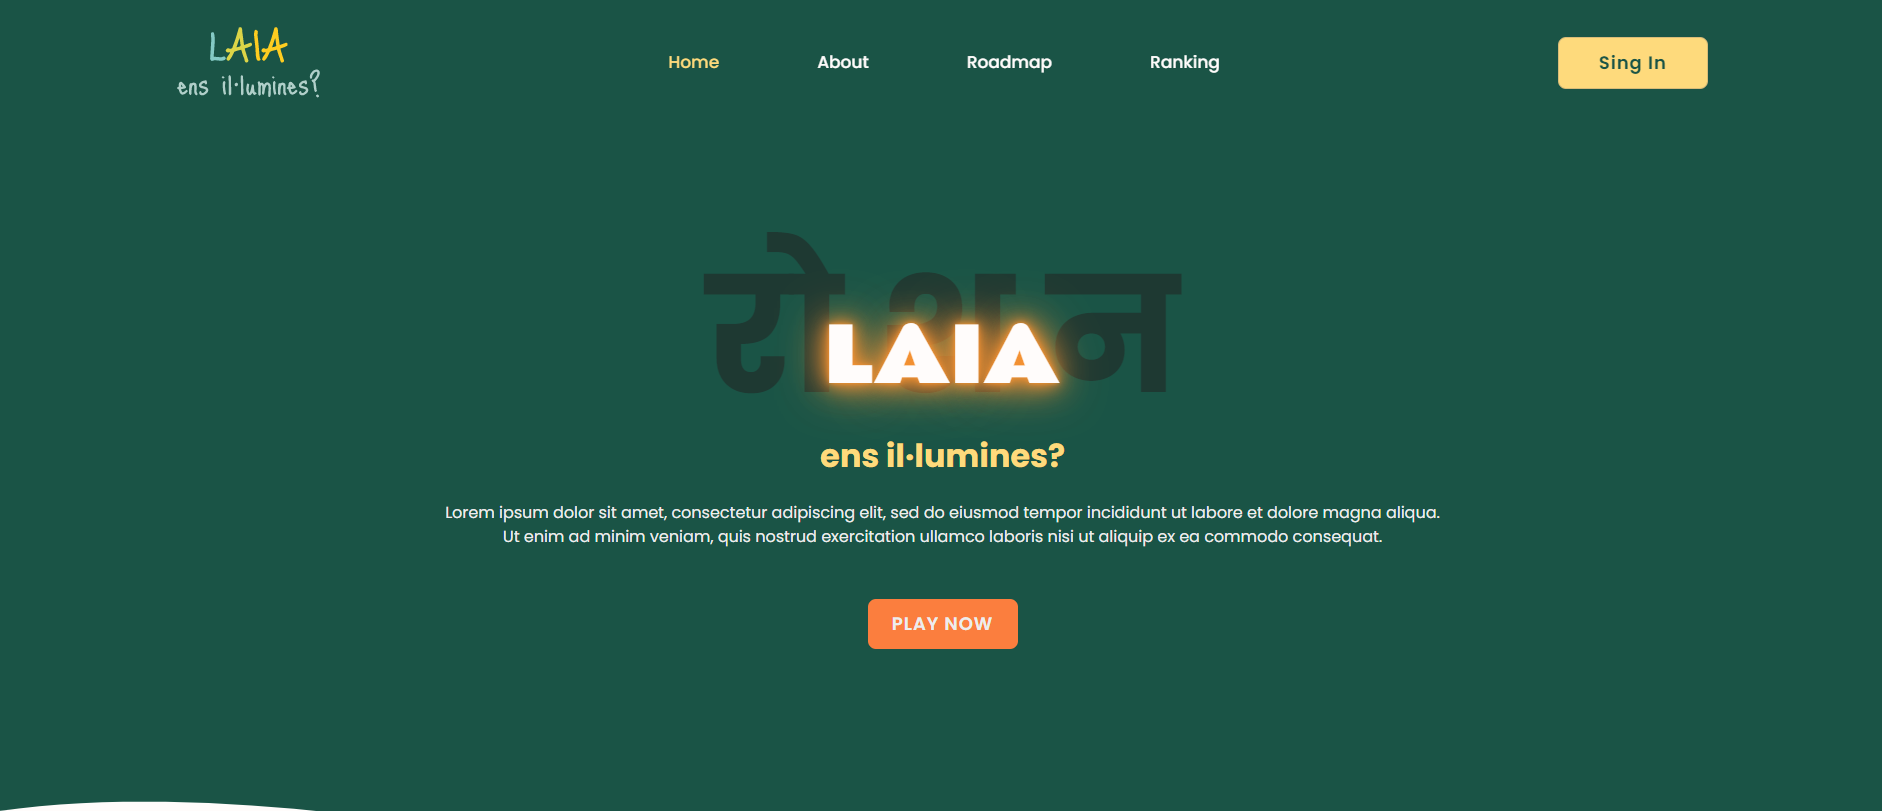 LAIA
ens il·lumines?
Home
About
Roadmap
Ranking
Sing In
रोशन
LAIA
ens il·lumines?
Lorem ipsum dolor sit amet, consectetur adipiscing elit, sed do eiusmod tempor incididunt ut labore et dolore magna aliqua.
Ut enim ad minim veniam, quis nostrud exercitation ullamco laboris nisi ut aliquip ex ea commodo consequat.
PLAY NOW